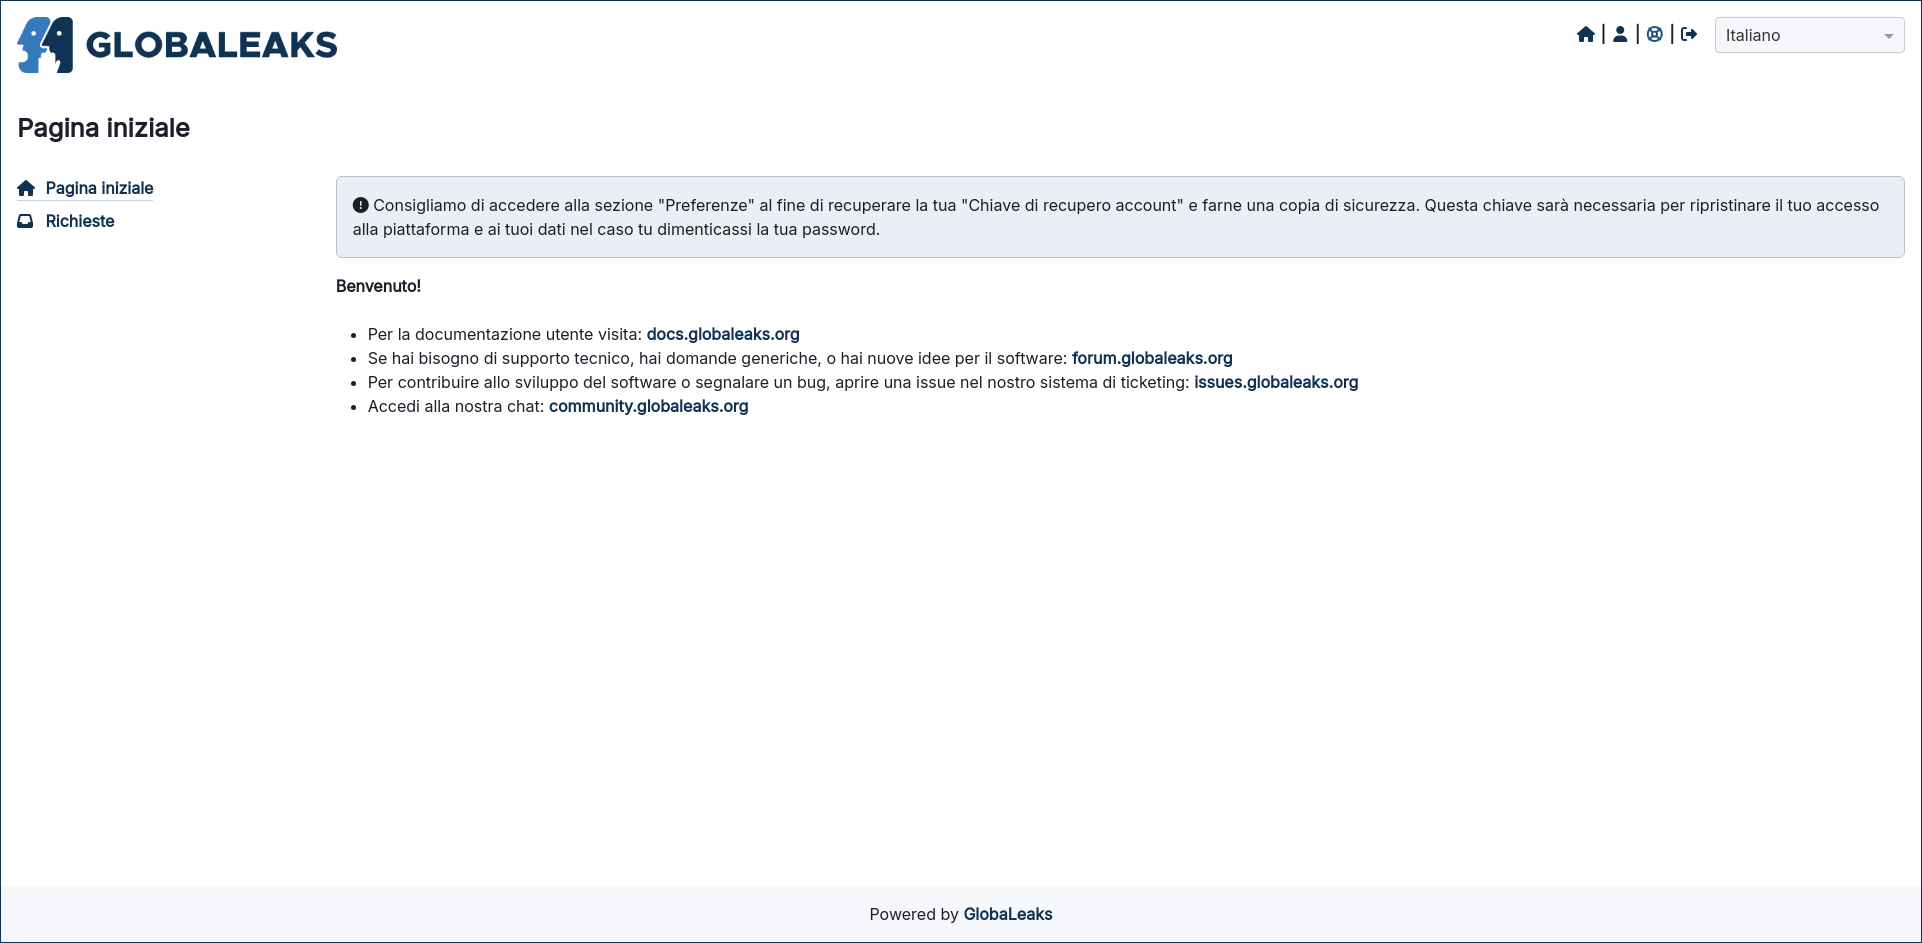 GLOBALEAKS
Italiano
Pagina iniziale
Pagina iniziale
Richieste
Consigliamo di accedere alla sezione "Preferenze" al fine di recuperare la tua "Chiave di recupero account" e farne una copia di sicurezza. Questa chiave sarà necessaria per ripristinare il tuo accesso
alla piattaforma e ai tuoi dati nel caso tu dimenticassi la tua password.
Benvenuto!
Per la documentazione utente visita: docs.globaleaks.org
Se hai bisogno di supporto tecnico, hai domande generiche, o hai nuove idee per il software: forum.globaleaks.org
Per contribuire allo sviluppo del software o segnalare un bug, aprire una issue nel nostro sistema di ticketing: issues.globaleaks.org
Accedi alla nostra chat: community.globaleaks.org
Powered by GlobaLeaks